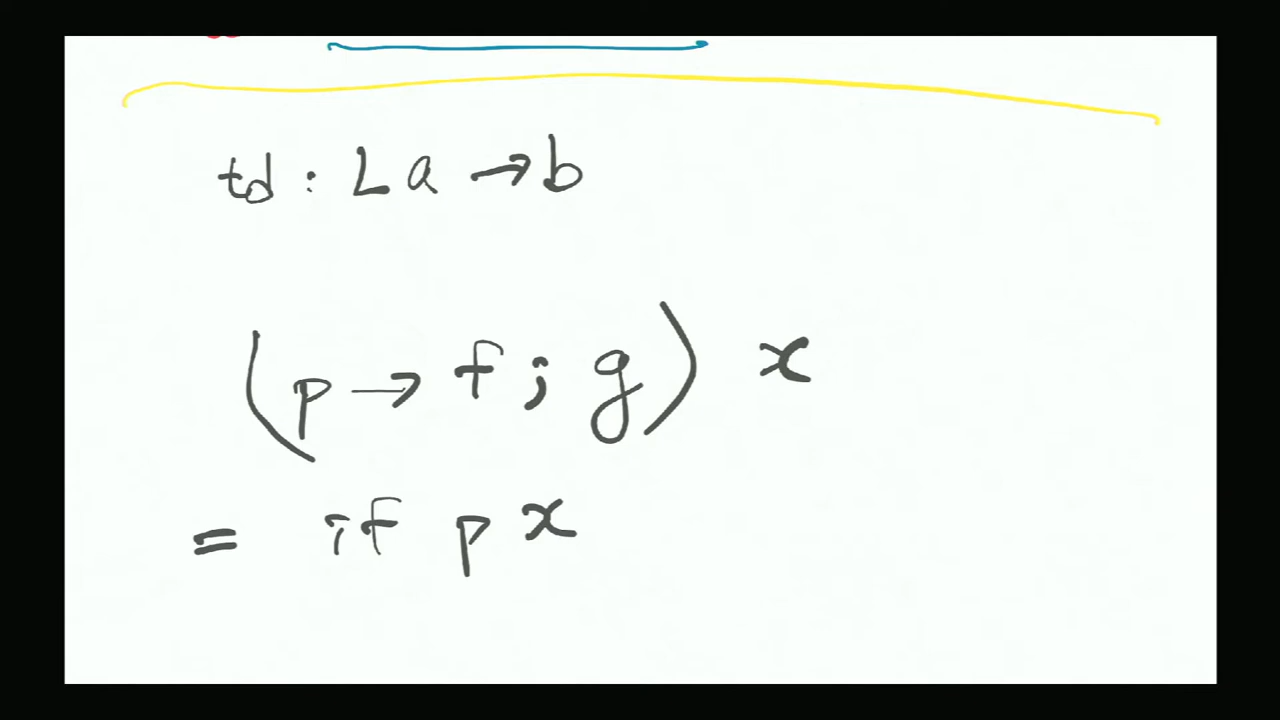 td : L a → b
(p → f ; g) x
= if p x